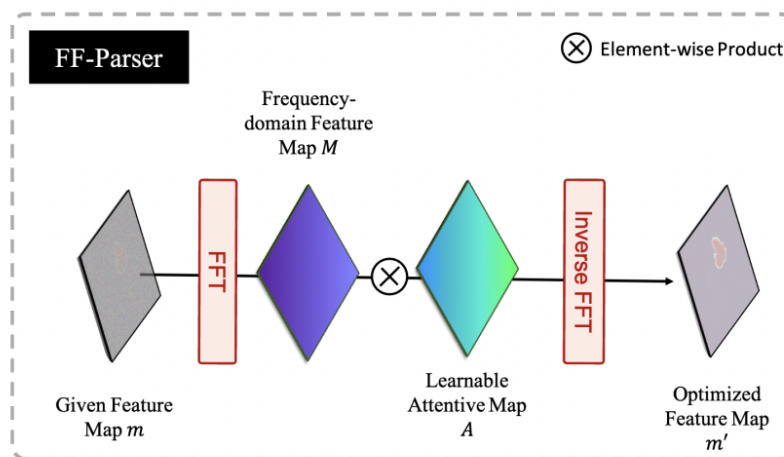 FF-Parser
Element-wise Product
Frequency-
domain Feature
Map M
FFT
Inverse FFT
Given Feature
Map m
Learnable
Attentive Map
A
Optimized
Feature Map
m′